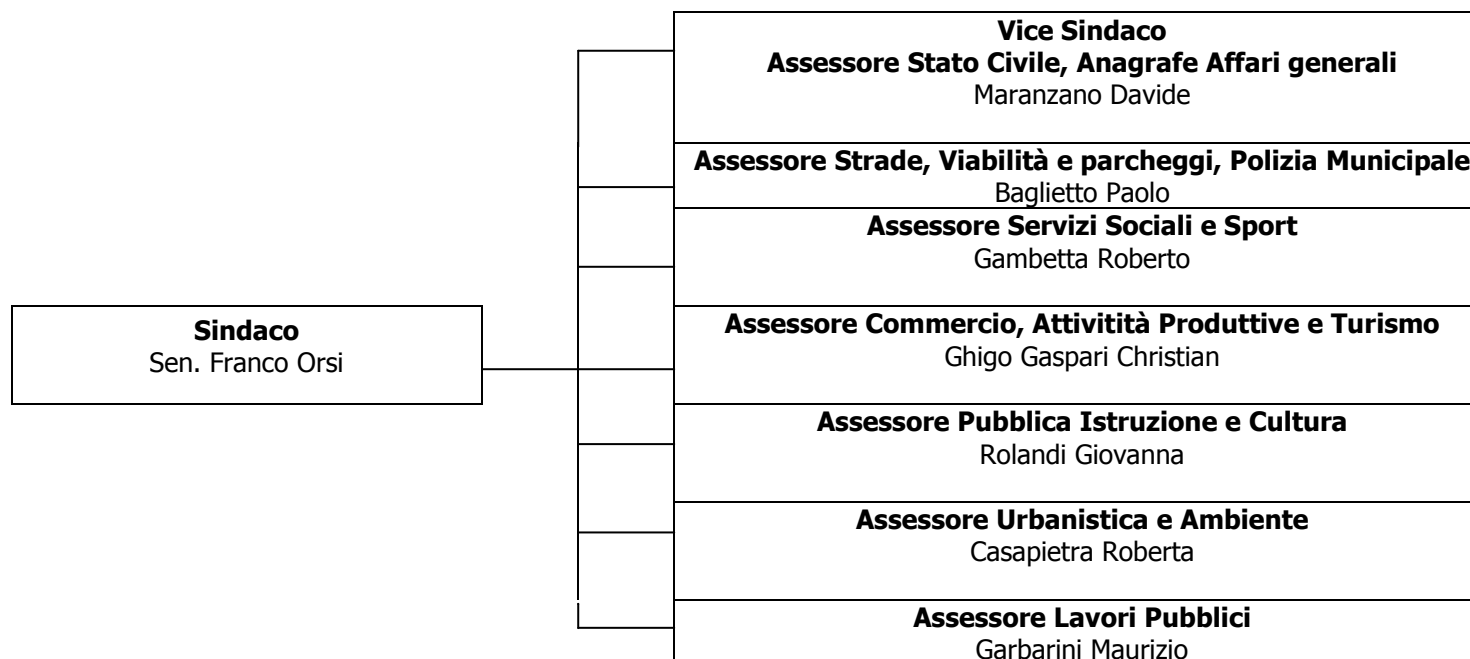 Vice Sindaco
Assessore Stato Civile, Anagrafe Affari generali
Maranzano Davide
Assessore Strade, Viabilità e parcheggi, Polizia Municipale
Baglietto Paolo
Assessore Servizi Sociali e Sport
Gambetta Roberto
Sindaco
Sen. Franco Orsi
Assessore Commercio, Attivitità Produttive e Turismo
Ghigo Gaspari Christian
Assessore Pubblica Istruzione e Cultura
Rolandi Giovanna
Assessore Urbanistica e Ambiente
Casapietra Roberta
Assessore Lavori Pubblici
Garbarini Maurizio